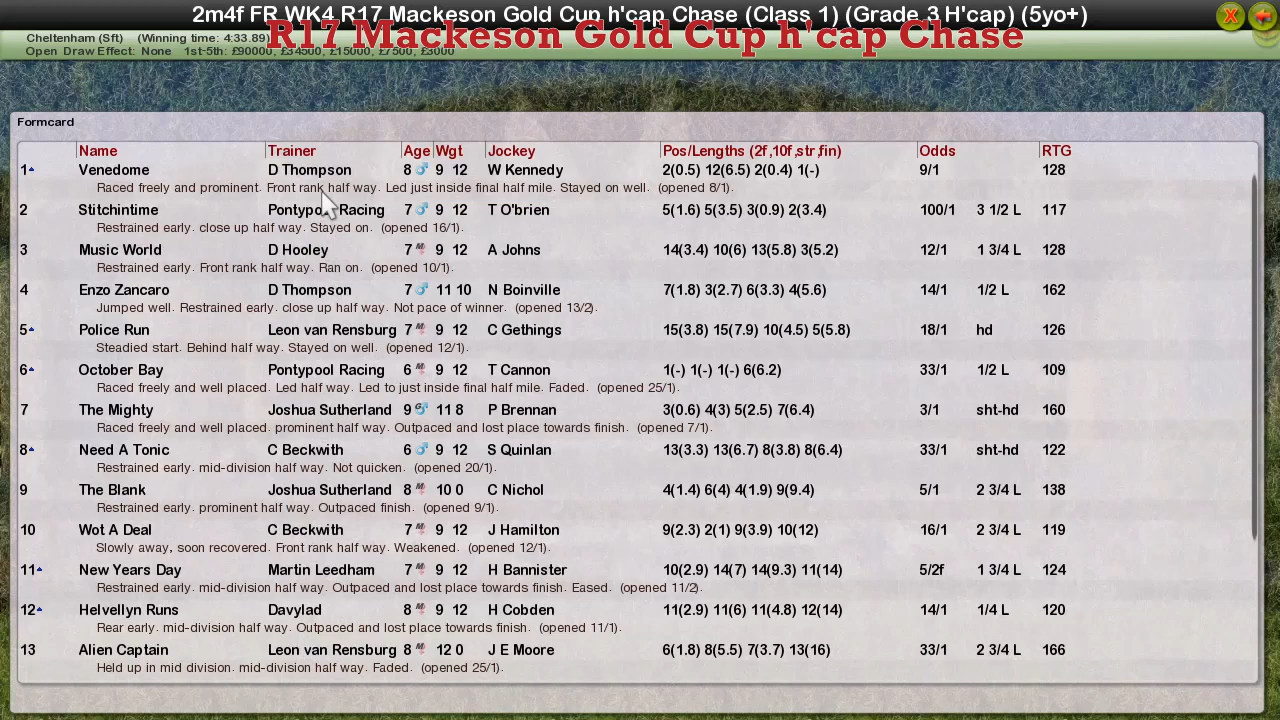 2m4f FR WK4 R17 Mackeson Gold Cup h'cap Chase (Class 1) (Grade 3 H'cap) (5yo+)
R17 Mackeson Gold Cup h'cap Chase
Cheltenham (Sft) (Winning time: 4:33.89)
Open Draw Effect: None. 1st-5th: £90000, £34500, £15000, £7500, £3000
Formcard
Name Trainer Age Wgt Jockey Pos/Lengths (2f,10f,str,fin) Odds RTG
1 Venedome D Thompson 8 9 12 W Kennedy 2(0.5) 12(6.5) 2(0.4) 1(-) 9/1 128
Raced freely and prominent. Front rank half way. Led just inside final half mile. Stayed on well. (opened 8/1).
2 Stitchintime Pontypool Racing 7 9 12 T O'brien 5(1.6) 5(3.5) 3(0.9) 2(3.4) 100/1 3 1/2 L 117
Restrained early. close up half way. Stayed on. (opened 16/1).
3 Music World D Hooley 7 9 12 A Johns 14(3.4) 10(6) 13(5.8) 3(5.2) 12/1 1 3/4 L 128
Restrained early. Front rank half way. Ran on. (opened 10/1).
4 Enzo Zancaro D Thompson 7 11 10 N Boinville 7(1.8) 3(2.7) 6(3.3) 4(5.6) 14/1 1/2 L 162
Jumped well. Restrained early. close up half way. Not pace of winner. (opened 13/2).
5 Police Run Leon van Rensburg 7 9 12 C Gethings 15(3.8) 15(7.9) 10(4.5) 5(5.8) 18/1 hd 126
Steadied start. Behind half way. Stayed on well. (opened 12/1).
6 October Bay Pontypool Racing 6 9 12 T Cannon 1(-) 1(-) 1(-) 6(6.2) 33/1 1/2 L 109
Raced freely and well placed. Led half way. Led to just inside final half mile. Faded. (opened 25/1).
7 The Mighty Joshua Sutherland 9 11 8 P Brennan 3(0.6) 4(3) 5(2.5) 7(6.4) 3/1 sht-hd 160
Raced freely and well placed. prominent half way. Outpaced and lost place towards finish. (opened 7/1).
8 Need A Tonic C Beckwith 6 9 12 S Quinlan 13(3.3) 13(6.7) 8(3.8) 8(6.4) 33/1 sht-hd 122
Restrained early. mid-division half way. Not quicken. (opened 20/1).
9 The Blank Joshua Sutherland 8 10 0 C Nichol 4(1.4) 6(4) 4(1.9) 9(9.4) 5/1 2 3/4 L 138
Restrained early. prominent half way. Outpaced finish. (opened 9/1).
10 Wot A Deal C Beckwith 7 9 12 J Hamilton 9(2.3) 2(1) 9(3.9) 10(12) 16/1 2 3/4 L 119
Slowly away, soon recovered. Front rank half way. Weakened. (opened 12/1).
11 New Years Day Martin Leedham 7 9 12 H Bannister 10(2.9) 14(7) 14(9.3) 11(14) 5/2f 1 3/4 L 124
Restrained early. mid-division half way. Outpaced and lost place towards finish. Eased. (opened 11/2).
12 Helvellyn Runs Davylad 8 9 12 H Cobden 11(2.9) 11(6) 11(4.8) 12(14) 14/1 1/4 L 120
Rear early. mid-division half way. Outpaced and lost place towards finish. (opened 11/1).
13 Alien Captain Leon van Rensburg 8 12 0 J E Moore 6(1.8) 8(5.5) 7(3.7) 13(16) 33/1 2 3/4 L 166
Held up in mid division. mid-division half way. Faded. (opened 25/1).